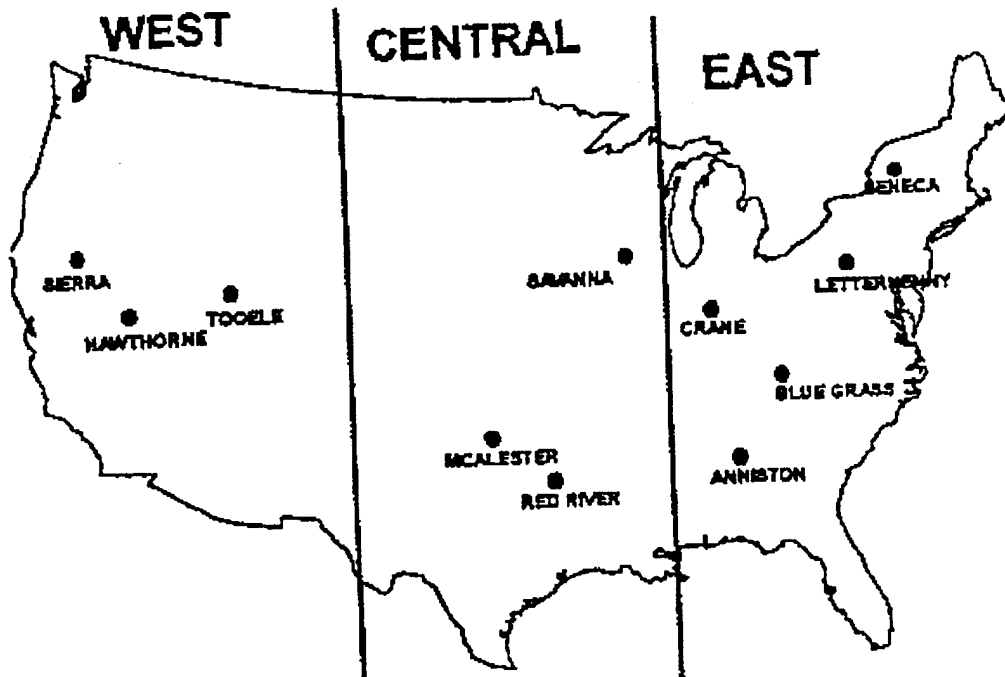 WEST
CENTRAL
EAST
SENECA
SIERRA
SAVANNA
LETTERKENNY
HAWTHORNE
TOOELE
CRANE
BLUE GRASS
MCALESTER
ANNISTON
RED RIVER